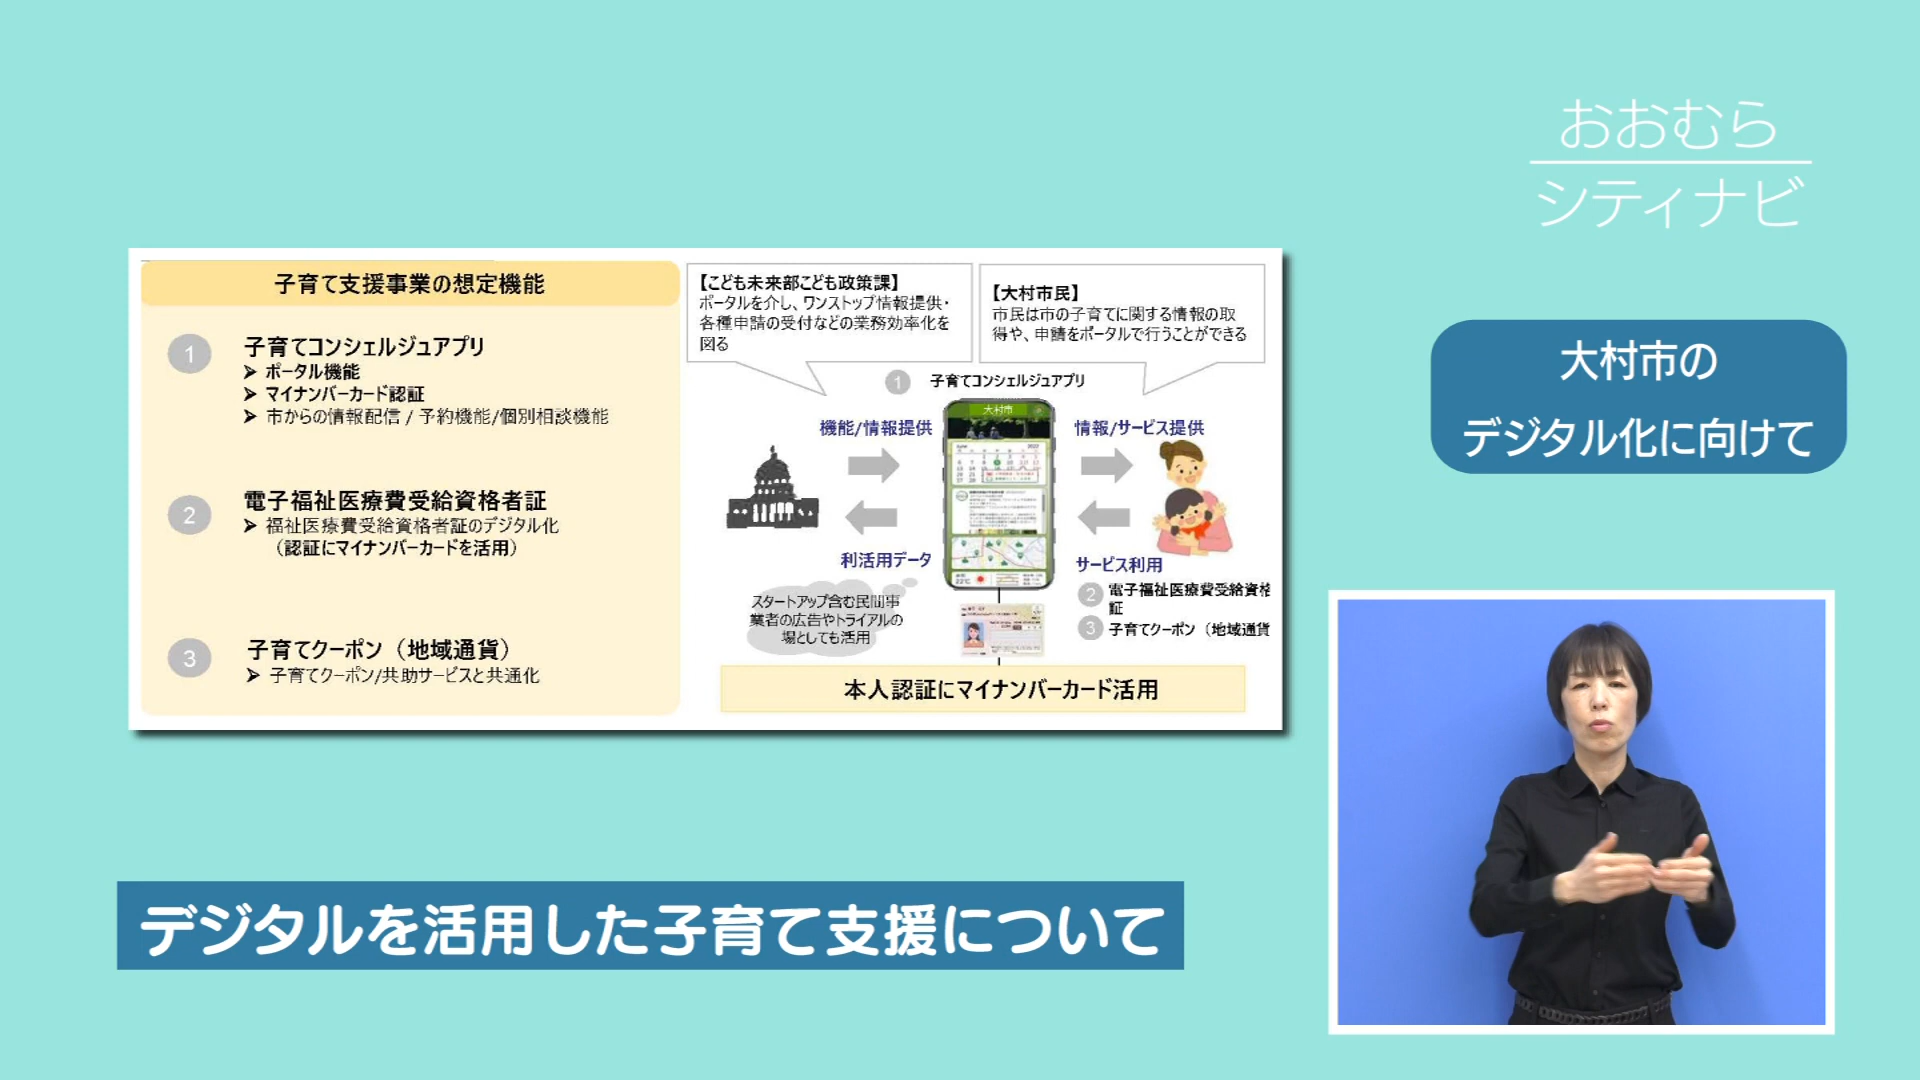 おおむら
シティナビ
大村市の
デジタル化に向けて
子育て支援事業の想定機能
1
子育てコンシェルジュアプリ
➢ ポータル機能
➢ マイナンバーカード認証
➢ 市からの情報配信 / 予約機能/個別相談機能
2
電子福祉医療費受給資格者証
➢ 福祉医療費受給資格者証のデジタル化
(認証にマイナンバーカードを活用)
3
子育てクーポン(地域通貨)
➢ 子育てクーポン/共助サービスと共通化
【こども未来部こども政策課】
ポータルを介し、ワンストップ情報提供・
各種申請の受付などの業務効率化を
図る
【大村市民】
市民は市の子育てに関する情報の取
得や、申請をポータルで行うことができる
1 子育てコンシェルジュアプリ
大村市
機能/情報提供
情報/サービス提供
利活用データ
サービス利用
2 電子福祉医療費受給資格
証
3 子育てクーポン(地域通貨
スタートアップ含む民間事
業者の広告やトライアルの
場としても活用
本人認証にマイナンバーカード活用
デジタルを活用した子育て支援について